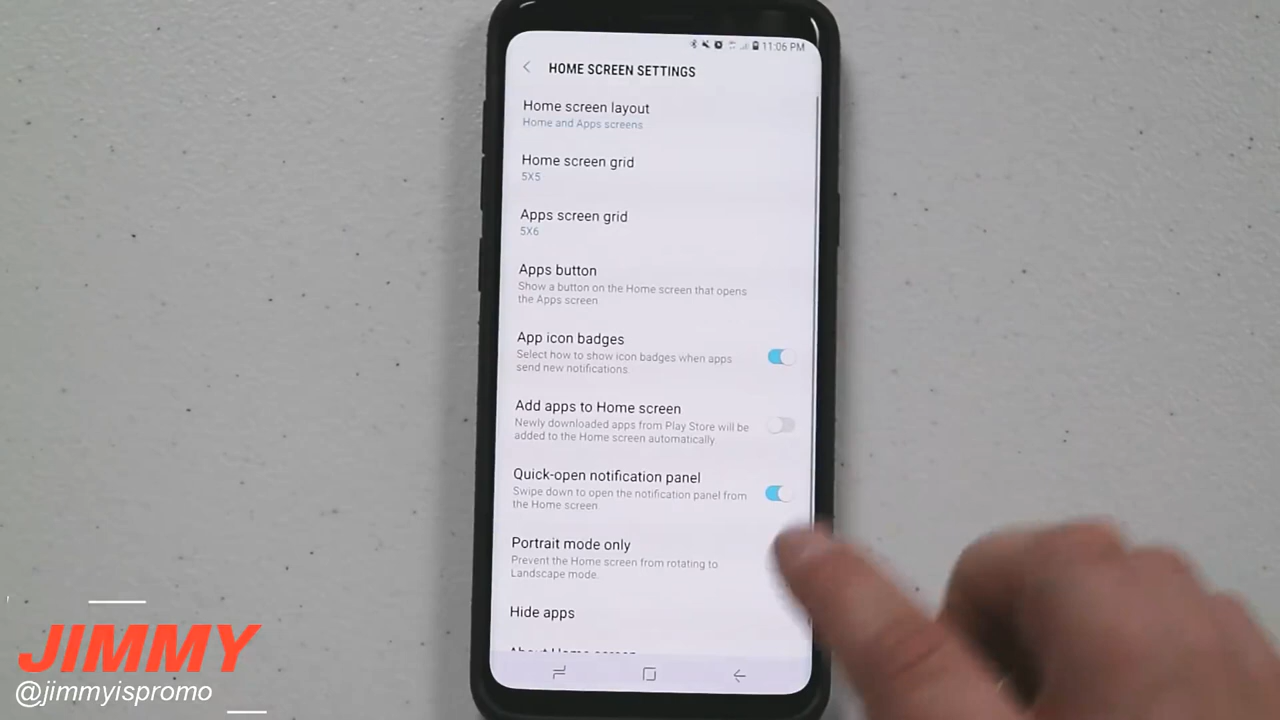 11:06 PM
HOME SCREEN SETTINGS
Home screen layout
Home and Apps screens
Home screen grid
5X5
Apps screen grid
5X6
Apps button
Show a button on the Home screen that opens
the Apps screen
App icon badges
Select how to show icon badges when apps
send new notifications.
Add apps to Home screen
Newly downloaded apps from Play Store will be
added to the Home screen automatically
Quick-open notification panel
Swipe down to open the notification panel from
the Home screen
Portrait mode only
Prevent the Home screen from rotating to
Landscape mode.
Hide apps
About Home screen
JIMMY
@jimmyispromo